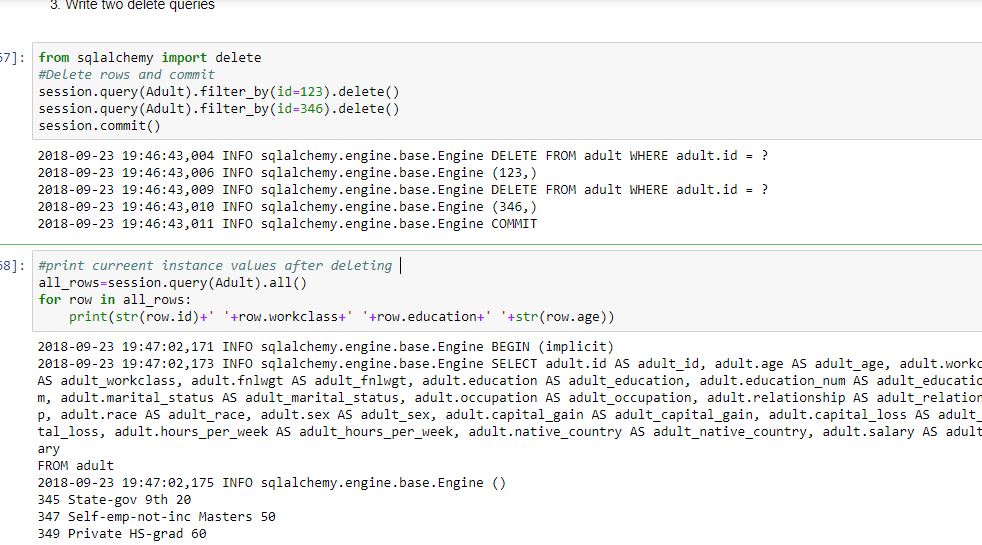 3. Write two delete queries
57]: from sqlalchemy import delete
#Delete rows and commit
session.query(Adult).filter_by(id=123).delete()
session.query(Adult).filter_by(id=346).delete()
session.commit()
2018-09-23 19:46:43,004 INFO sqlalchemy.engine.base.Engine DELETE FROM adult WHERE adult.id = ?
2018-09-23 19:46:43,006 INFO sqlalchemy.engine.base.Engine (123,)
2018-09-23 19:46:43,009 INFO sqlalchemy.engine.base.Engine DELETE FROM adult WHERE adult.id = ?
2018-09-23 19:46:43,010 INFO sqlalchemy.engine.base.Engine (346,)
2018-09-23 19:46:43,011 INFO sqlalchemy.engine.base.Engine COMMIT
58]: #print curreent instance values after deleting
all_rows=session.query(Adult).all()
for row in all_rows:
    print(str(row.id)+' '+row.workclass+' '+row.education+' '+str(row.age))
2018-09-23 19:47:02,171 INFO sqlalchemy.engine.base.Engine BEGIN (implicit)
2018-09-23 19:47:02,173 INFO sqlalchemy.engine.base.Engine SELECT adult.id AS adult_id, adult.age AS adult_age, adult.workc
AS adult_workclass, adult.fnlwgt AS adult_fnlwgt, adult.education AS adult_education, adult.education_num AS adult_educatio
m, adult.marital_status AS adult_marital_status, adult.occupation AS adult_occupation, adult.relationship AS adult_relation
p, adult.race AS adult_race, adult.sex AS adult_sex, adult.capital_gain AS adult_capital_gain, adult.capital_loss AS adult_
tal_loss, adult.hours_per_week AS adult_hours_per_week, adult.native_country AS adult_native_country, adult.salary AS adult
ary
FROM adult
2018-09-23 19:47:02,175 INFO sqlalchemy.engine.base.Engine ()
345 State-gov 9th 20
347 Self-emp-not-inc Masters 50
349 Private HS-grad 60